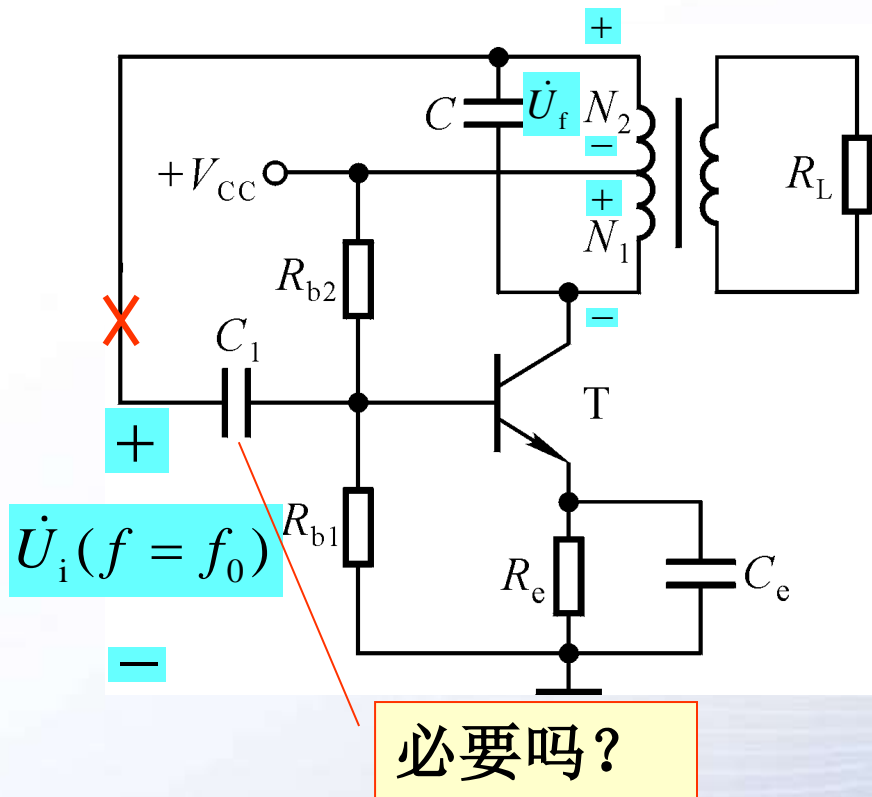 +
C
U̇f
N2
−
+VCC
+
N1
RL
Rb2
−
C1
T
+
U̇i(f = f0)
Rb1
Re
Ce
−
必要吗？